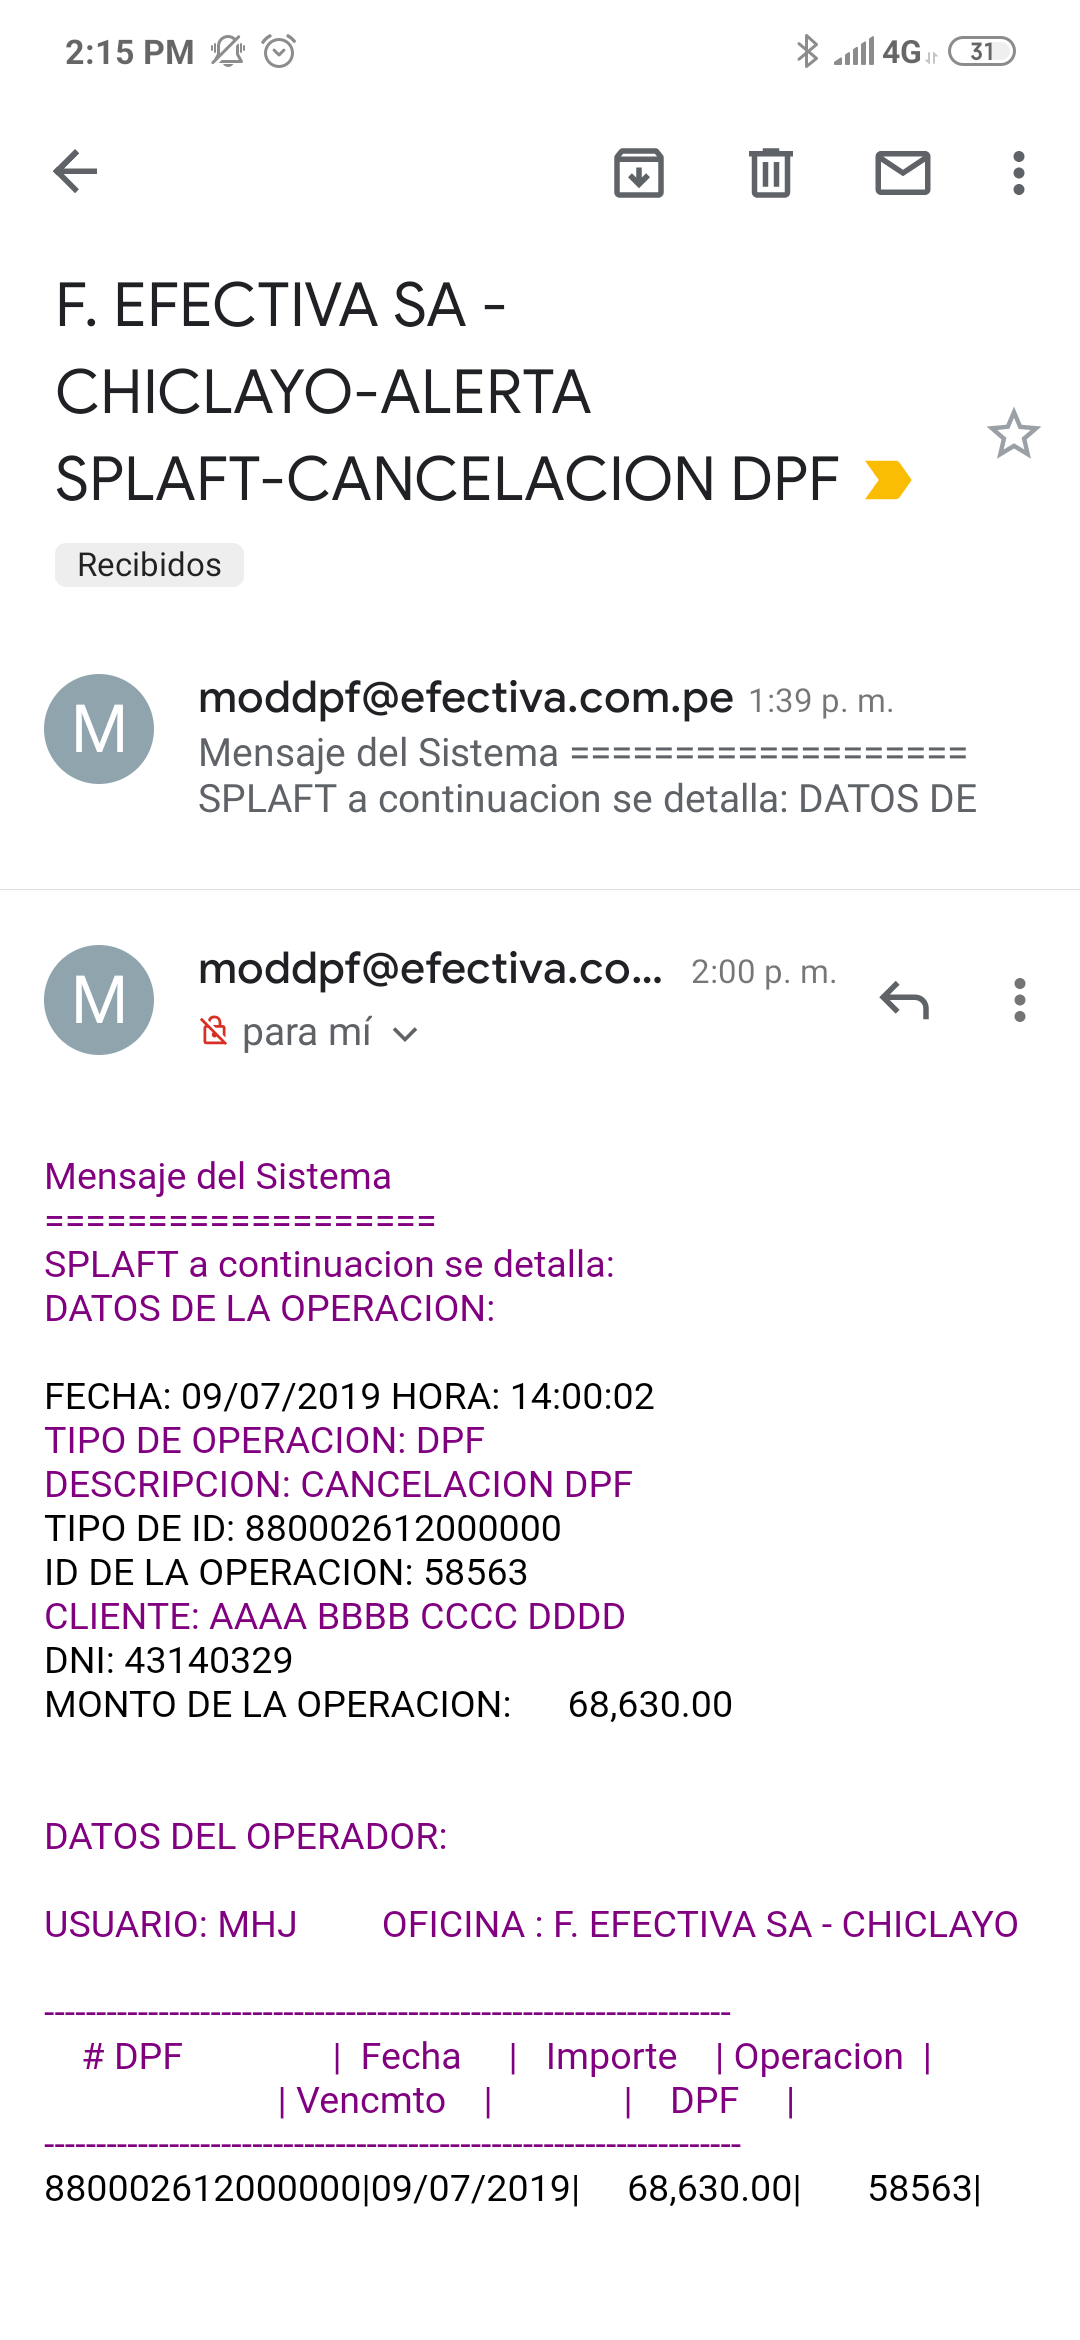 2:15 PM 4G 31
F. EFECTIVA SA -
CHICLAYO-ALERTA
SPLAFT-CANCELACION DPF
Recibidos
M
moddpf@efectiva.com.pe 1:39 p. m.
Mensaje del Sistema ===================
SPLAFT a continuacion se detalla: DATOS DE
M
moddpf@efectiva.co... 2:00 p. m.
para mí
Mensaje del Sistema
===================
SPLAFT a continuacion se detalla:
DATOS DE LA OPERACION:
FECHA: 09/07/2019 HORA: 14:00:02
TIPO DE OPERACION: DPF
DESCRIPCION: CANCELACION DPF
TIPO DE ID: 880002612000000
ID DE LA OPERACION: 58563
CLIENTE: AAAA BBBB CCCC DDDD
DNI: 43140329
MONTO DE LA OPERACION: 68,630.00
DATOS DEL OPERADOR:
USUARIO: MHJ OFICINA : F. EFECTIVA SA - CHICLAYO
------------------------------------------------------------------
# DPF | Fecha | Importe | Operacion |
| Vencmto | | DPF |
-------------------------------------------------------------------
880002612000000|09/07/2019| 68,630.00| 58563|